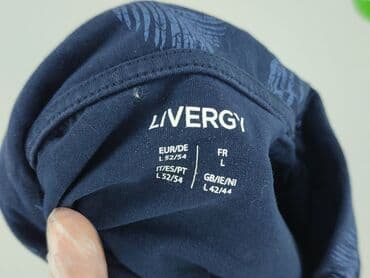 LIVERGY
EUR/DE
L 52/54
IT/ES/PT
L 52/54
FR
L
GB/IE/NI
L 42/44